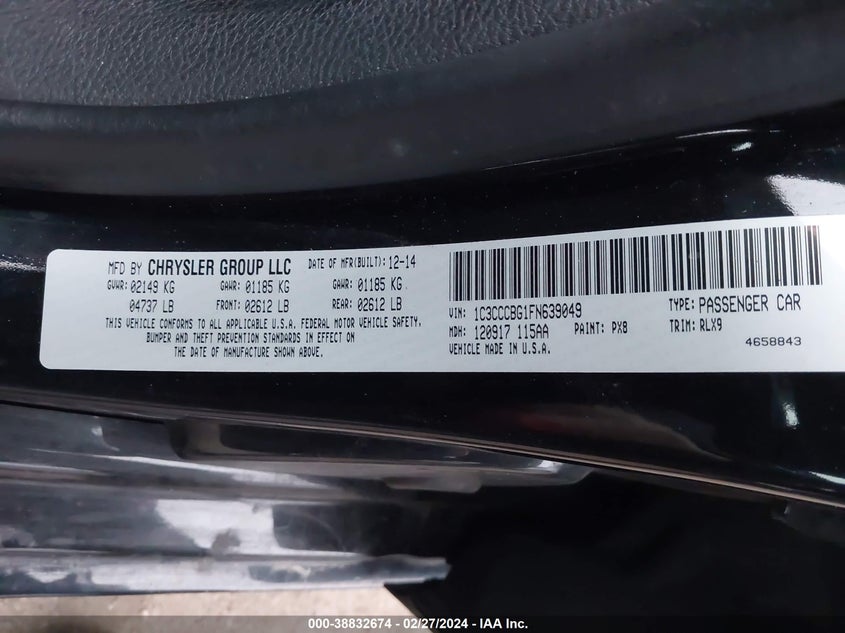 MFD BY CHRYSLER GROUP LLC DATE OF MFR(BUILT): 12-14
GVWR: 02149 KG GAWR: 01185 KG GAWR: 01185 KG
04737 LB FRONT: 02612 LB REAR: 02612 LB
THIS VEHICLE CONFORMS TO ALL APPLICABLE U.S.A. FEDERAL MOTOR VEHICLE SAFETY,
BUMPER AND THEFT PREVENTION STANDARDS IN EFFECT ON
THE DATE OF MANUFACTURE SHOWN ABOVE.
VIN: 1C3CCCBG1FN639049 TYPE: PASSENGER CAR
MDH: 120917 115AA PAINT: PX8 TRIM: RLX9
VEHICLE MADE IN U.S.A. 4658843
000-38832674 - 02/27/2024 - IAA Inc.